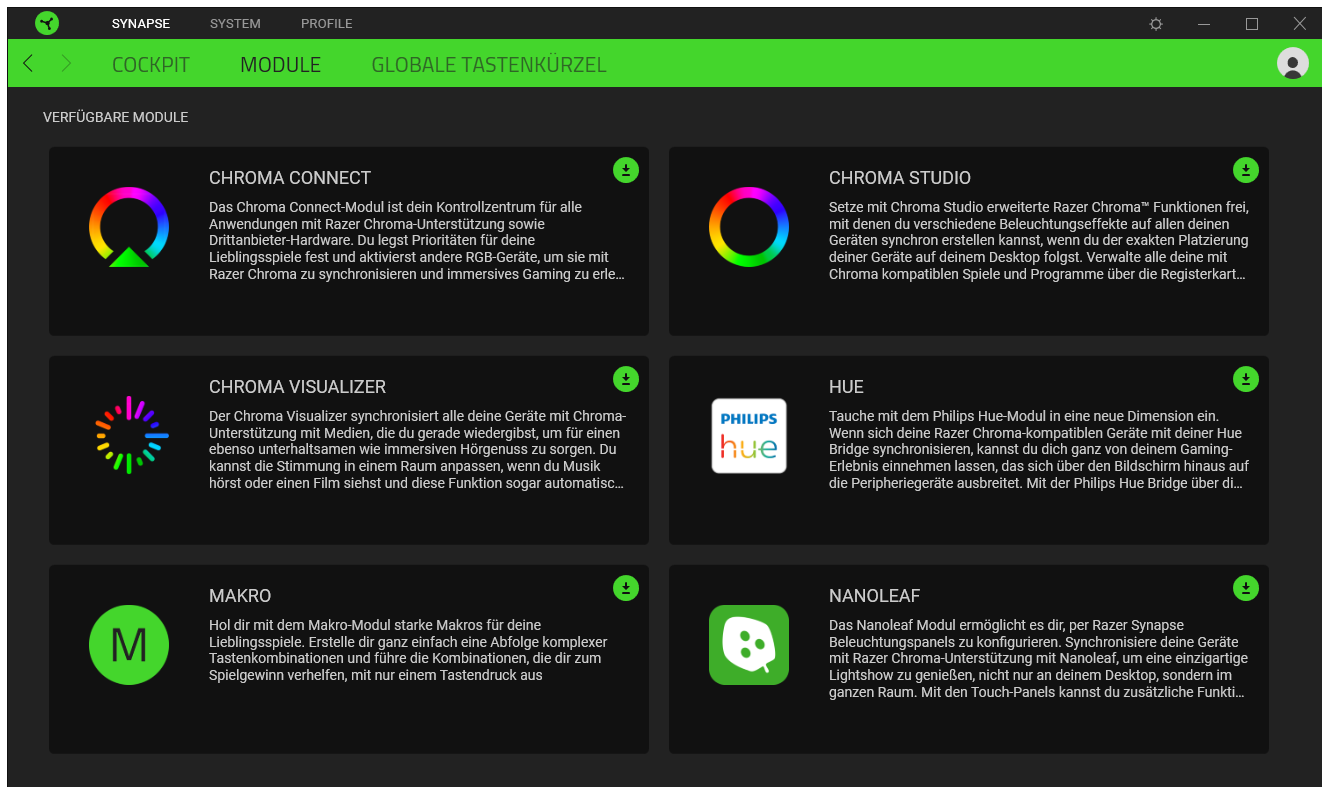 SYNAPSE SYSTEM PROFILE
COCKPIT MODULE GLOBALE TASTENKÜRZEL
VERFÜGBARE MODULE
CHROMA CONNECT
Das Chroma Connect-Modul ist dein Kontrollzentrum für alle
Anwendungen mit Razer Chroma-Unterstützung sowie
Drittanbieter-Hardware. Du legst Prioritäten für deine
Lieblingsspiele fest und aktivierst andere RGB-Geräte, um sie mit
Razer Chroma zu synchronisieren und immersives Gaming zu erle...
CHROMA STUDIO
Setze mit Chroma Studio erweiterte Razer Chroma™ Funktionen frei,
mit denen du verschiedene Beleuchtungseffekte auf allen deinen
Geräten synchron erstellen kannst, wenn du der exakten Platzierung
deiner Geräte auf deinem Desktop folgst. Verwalte alle deine mit
Chroma kompatiblen Spiele und Programme über die Registerkart...
CHROMA VISUALIZER
Der Chroma Visualizer synchronisiert alle deine Geräte mit Chroma-
Unterstützung mit Medien, die du gerade wiedergibst, um für einen
ebenso unterhaltsamen wie immersiven Hörgenuss zu sorgen. Du
kannst die Stimmung in einem Raum anpassen, wenn du Musik
hörst oder einen Film siehst und diese Funktion sogar automatisc...
PHILIPS
hue
HUE
Tauche mit dem Philips Hue-Modul in eine neue Dimension ein.
Wenn sich deine Razer Chroma-kompatiblen Geräte mit deiner Hue
Bridge synchronisieren, kannst du dich ganz von deinem Gaming-
Erlebnis einnehmen lassen, das sich über den Bildschirm hinaus auf
die Peripheriegeräte ausbreitet. Mit der Philips Hue Bridge über di...
M
MAKRO
Hol dir mit dem Makro-Modul starke Makros für deine
Lieblingsspiele. Erstelle dir ganz einfach eine Abfolge komplexer
Tastenkombinationen und führe die Kombinationen, die dir zum
Spielgewinn verhelfen, mit nur einem Tastendruck aus
NANOLEAF
Das Nanoleaf Modul ermöglicht es dir, per Razer Synapse
Beleuchtungspanels zu konfigurieren. Synchronisiere deine Geräte
mit Razer Chroma-Unterstützung mit Nanoleaf, um eine einzigartige
Lightshow zu genießen, nicht nur an deinem Desktop, sondern im
ganzen Raum. Mit den Touch-Panels kannst du zusätzliche Funkti...